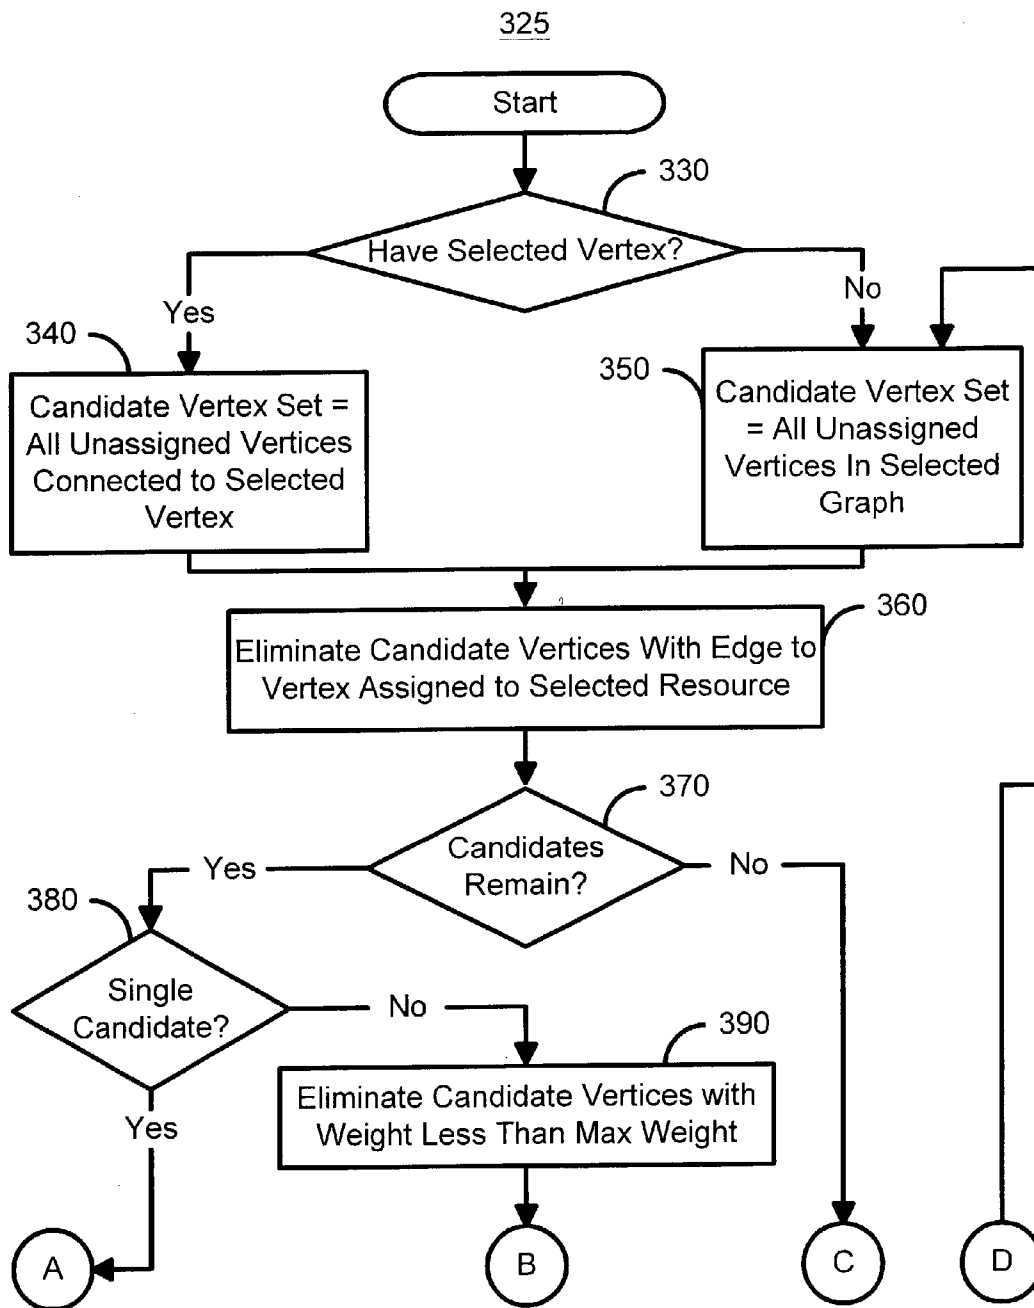 325
Start
330
Have Selected Vertex?
Yes
No
340
350
Candidate Vertex Set =
All Unassigned Vertices
Connected to Selected
Vertex
Candidate Vertex Set
= All Unassigned
Vertices In Selected
Graph
360
Eliminate Candidate Vertices With Edge to
Vertex Assigned to Selected Resource
370
Candidates
Remain?
Yes
No
380
Single
Candidate?
No
390
Eliminate Candidate Vertices with
Weight Less Than Max Weight
Yes
A
B
C
D